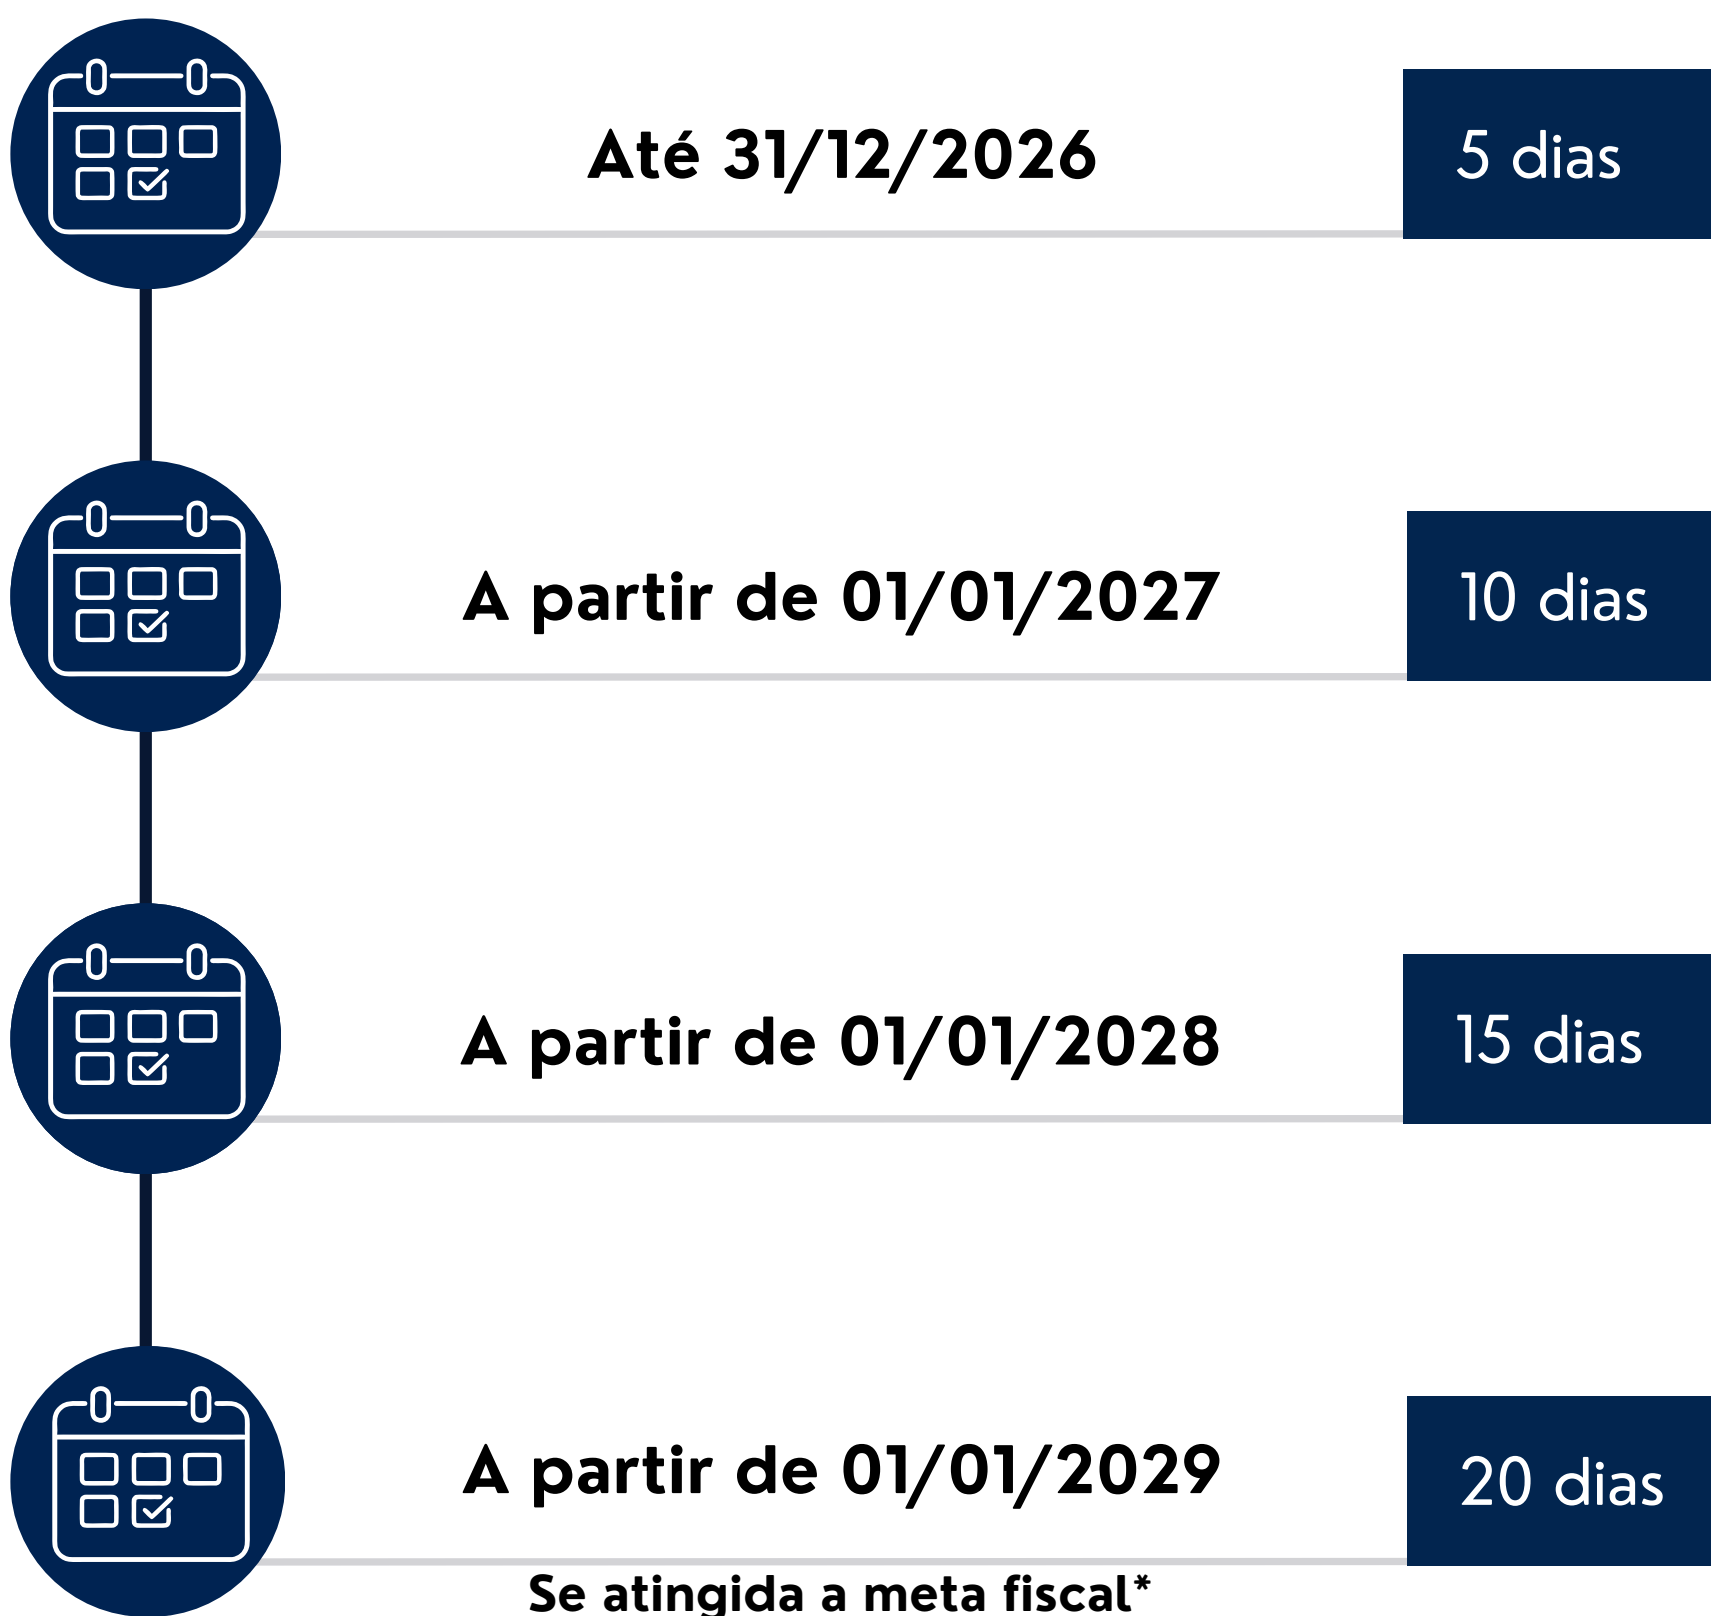 Até 31/12/2026
5 dias
A partir de 01/01/2027
10 dias
A partir de 01/01/2028
15 dias
A partir de 01/01/2029
20 dias
Se atingida a meta fiscal*